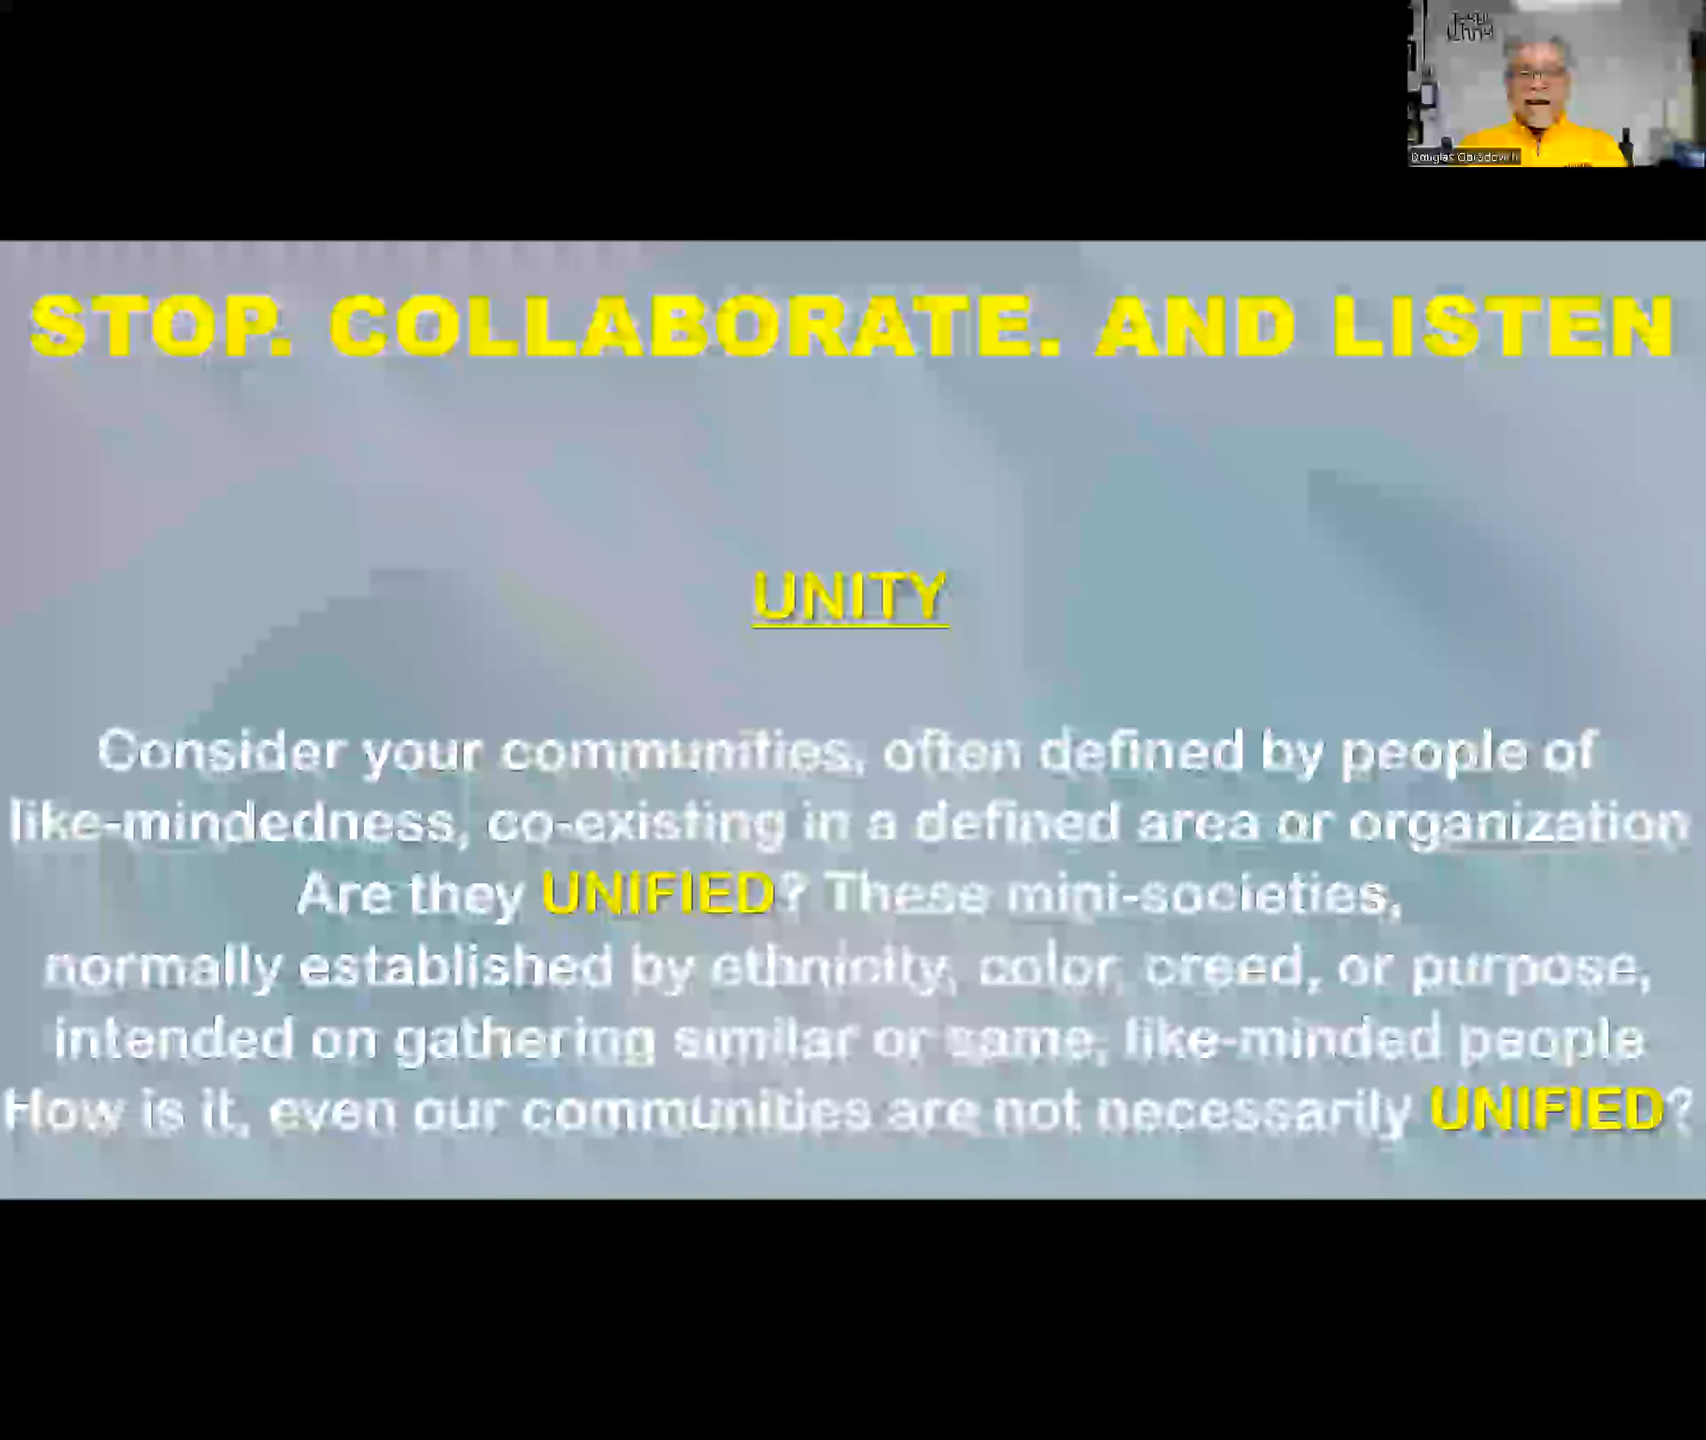 Douglas
STOP. COLLABORATE. AND LISTEN
UNITY
Consider your communities, often defined by people of
like-mindedness, co-existing in a defined area or organization
Are they UNIFIED? These mini-societies,
normally established by ethnicity, color, creed, or purpose,
intended on gathering similar or same, like-minded people
How is it, even our communities are not necessarily UNIFIED?